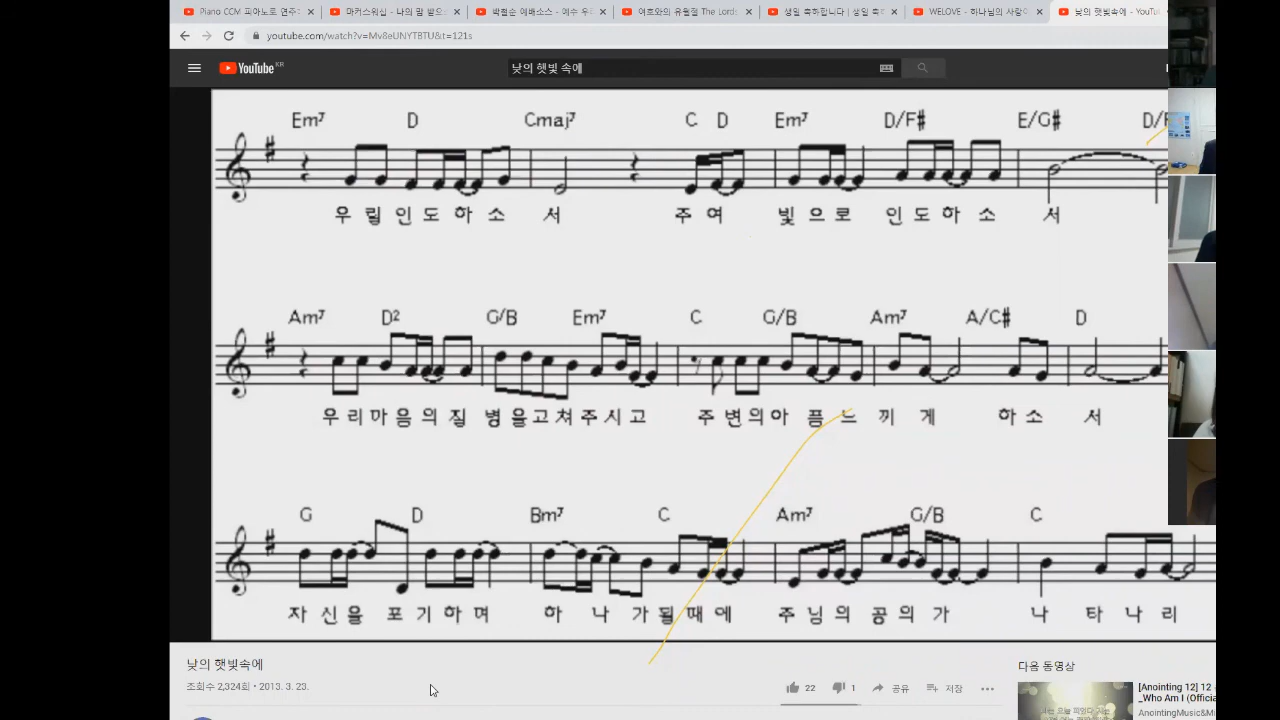 Piano CCM 피아노로 연주
마커스워십 - 나의 맘 받으
박철순 예배소스 - 예수 우
여호와의 유월절 The Lord
생일 축하합니다 | 생일 축
WELOVE - 하나님의 사랑
낮의 햇빛속에 - YouTu
youtube.com/watch?v=Mv8eUNYTBTU&t=121s
YouTube KR
낮의 햇빛 속에
Em7 D Cmaj7 C D Em7 D/F# E/G#
우 릴 인 도 하 소 서 주 여 빛 으 로 인 도 하 소 서
Am7 D2 G/B Em7 C G/B Am7 A/C# D
우 리 마 음 의 질 병 을 고 쳐 주 시 고 주 변 의 아 픔 느 끼 게 하 소 서
G D Bm7 C Am7 G/B C
자 신 을 포 기 하 며 하 나 가 될 때 에 주 님 의 공 의 가 나 타 나 리
낮의 햇빛속에
조회수 2,324회 • 2013. 3. 23.
22 1 공유 저장
다음 동영상
[Anointing 12] 12
_Who Am I (Officia
AnointingMusic&Mi